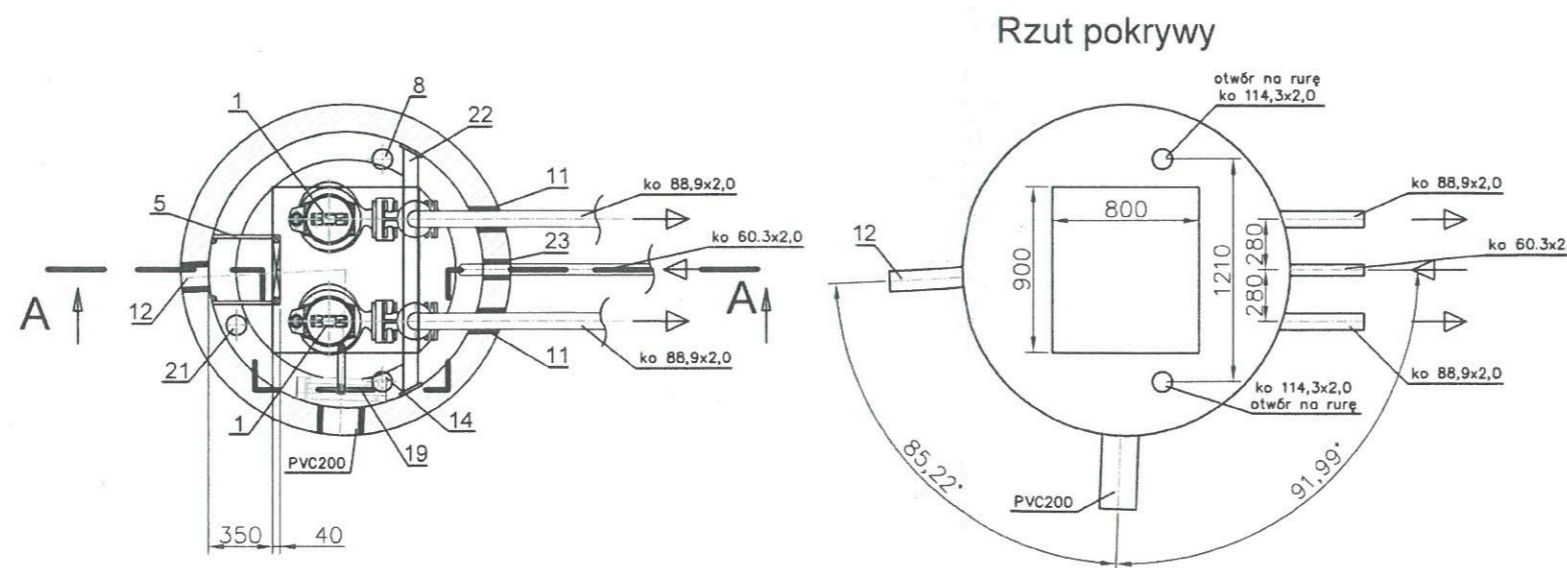 Rzut pokrywy
otwór na rurę
ko 114,3x2,0
1
8
22
11
ko 88,9x2,0
5
23
ko 60.3x2,0
A
A
12
21
1
19
14
11
ko 88,9x2,0
PVC200
350
40
800
900
1210
280
280
ko 88,9x2,0
ko 60.3x2
12
ko 88,9x2,0
ko 114,3x2,0
otwór na rurę
PVC200
85,22°
91,99°